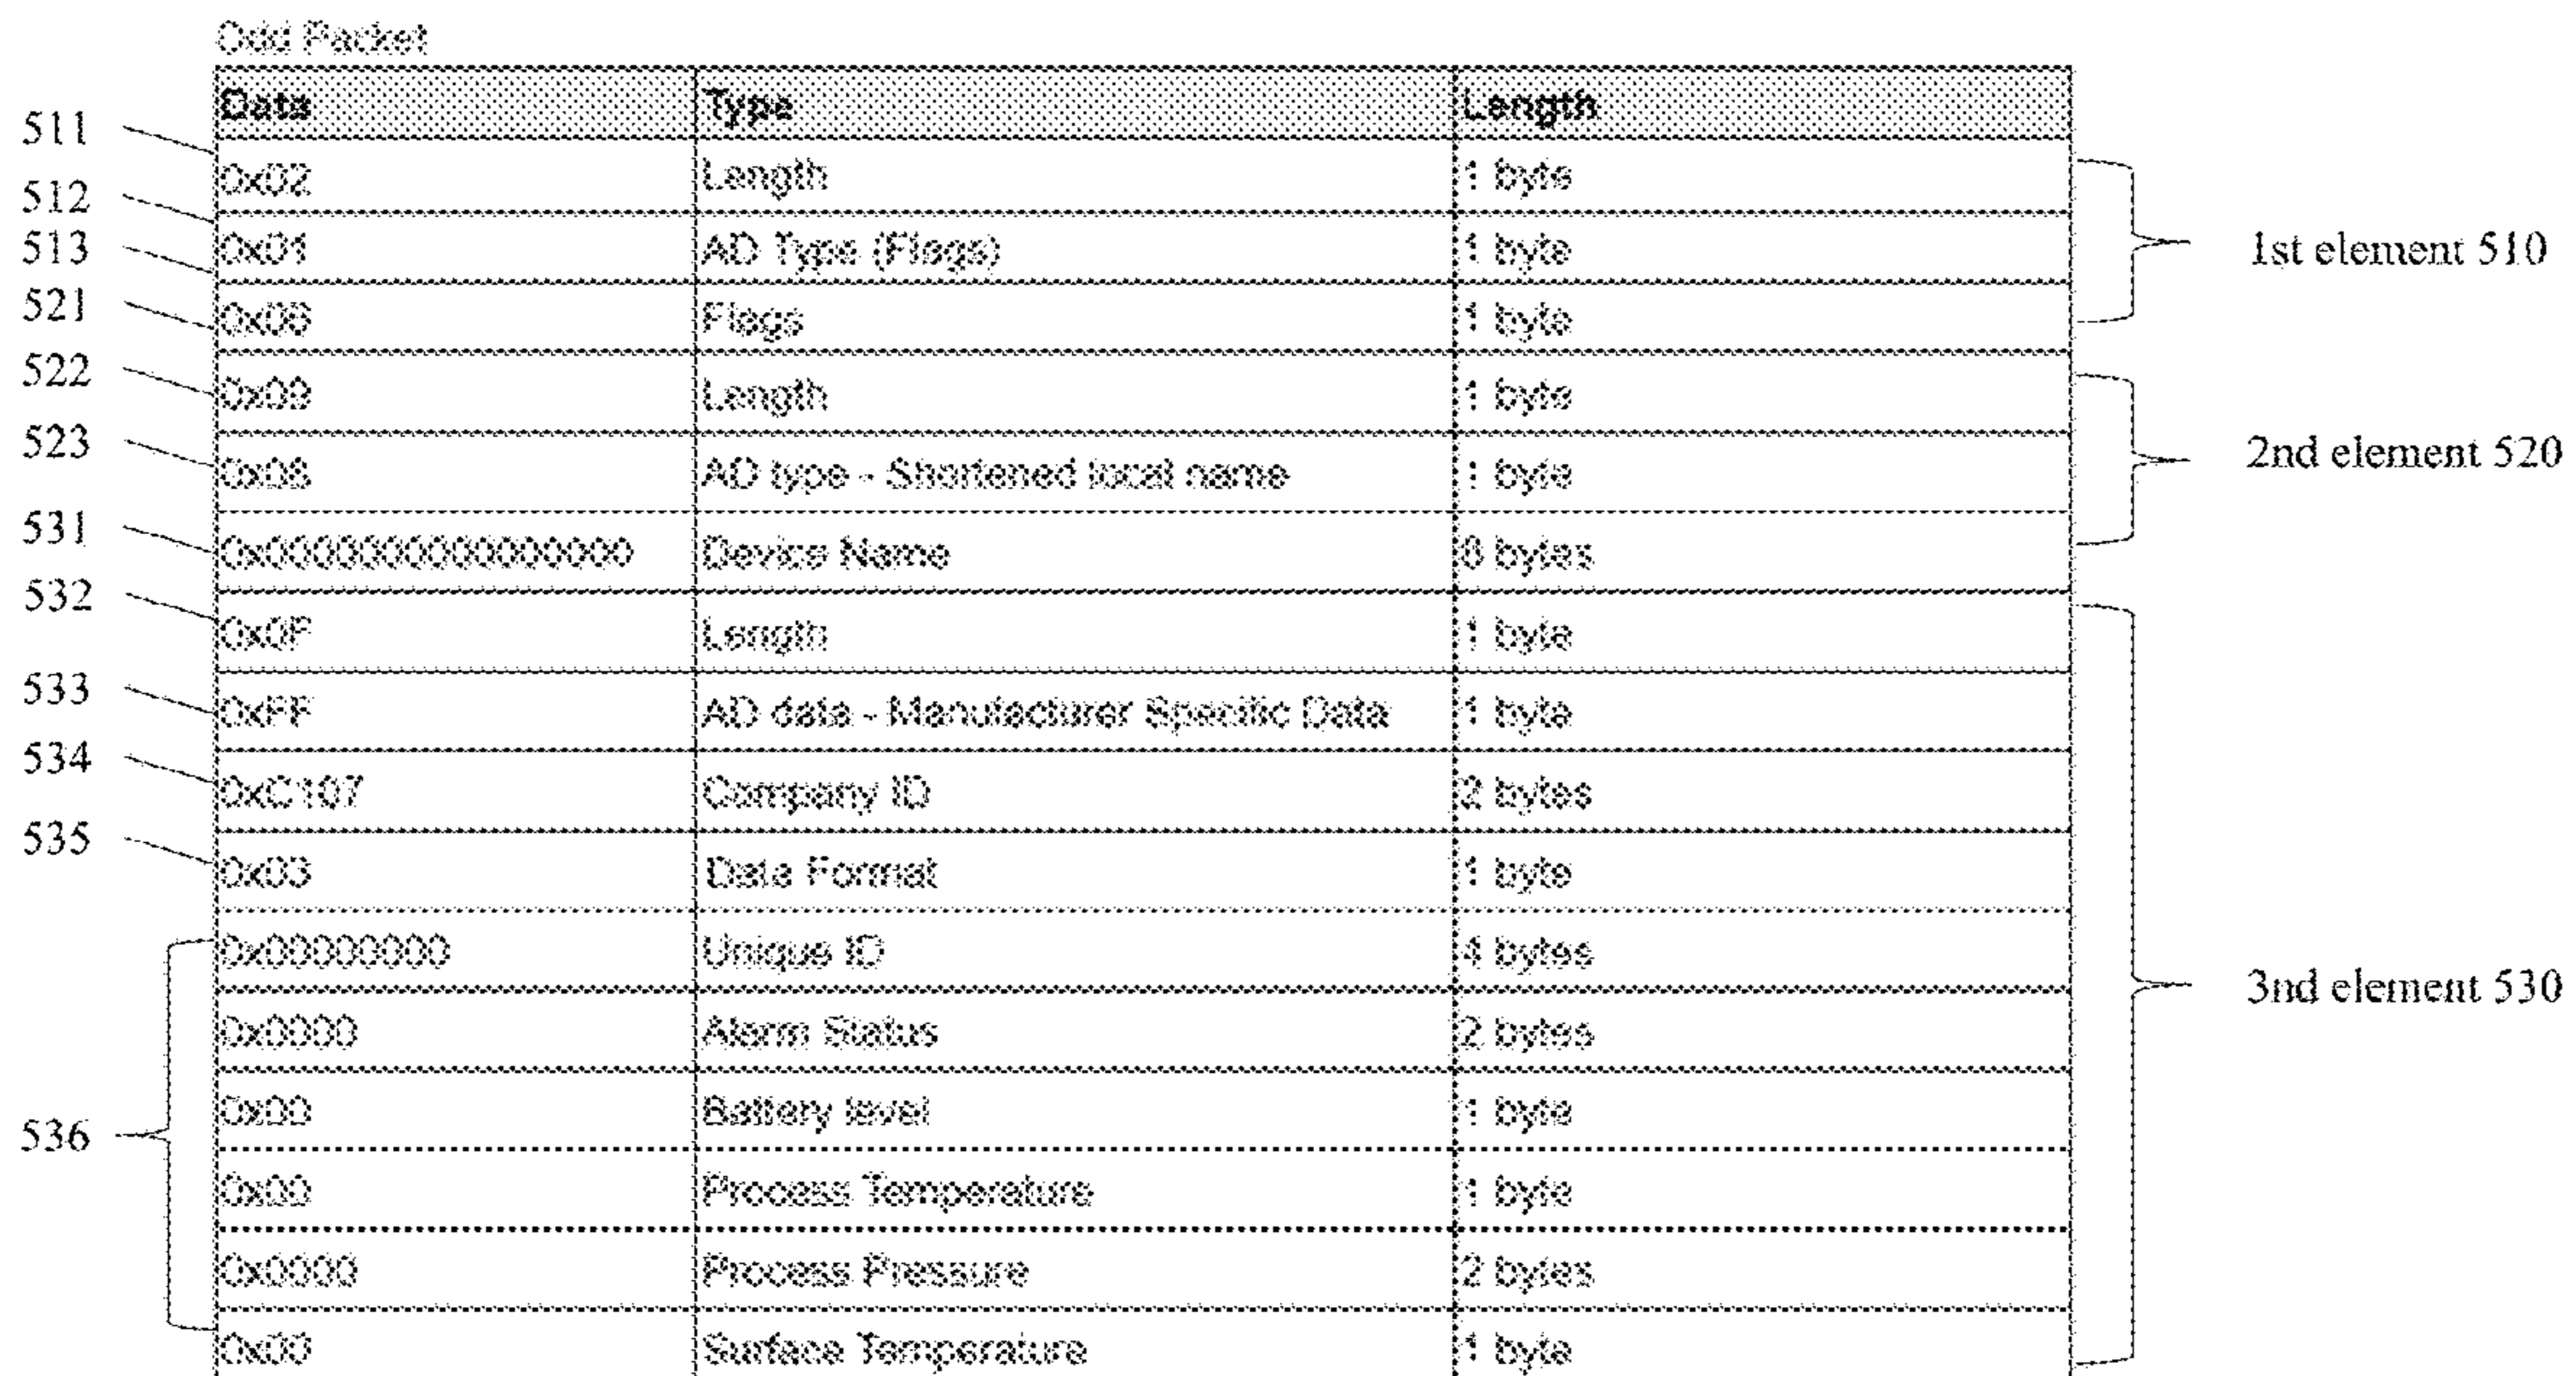 Odd Packet
Data Type Length
511 0x02 Length 1 byte
512 0x01 AD Type (Flags) 1 byte
513
1st element 510
521 0x06 Flags 1 byte
522 0x09 Length 1 byte
523 0x08 AD type - Shortened local name 1 byte
2nd element 520
531 0x0000000000000000 Device Name 8 bytes
532 0x0F Length 1 byte
533 0xFF AD data - Manufacturer Specific Data 1 byte
534 0xC107 Company ID 2 bytes
535 0x03 Data Format 1 byte
0x00000000 Unique ID 4 bytes
3nd element 530
0x0000 Alarm Status 2 bytes
536 0x00 Battery level 1 byte
0x00 Process Temperature 1 byte
0x0000 Process Pressure 2 bytes
0x00 Surface Temperature 1 byte